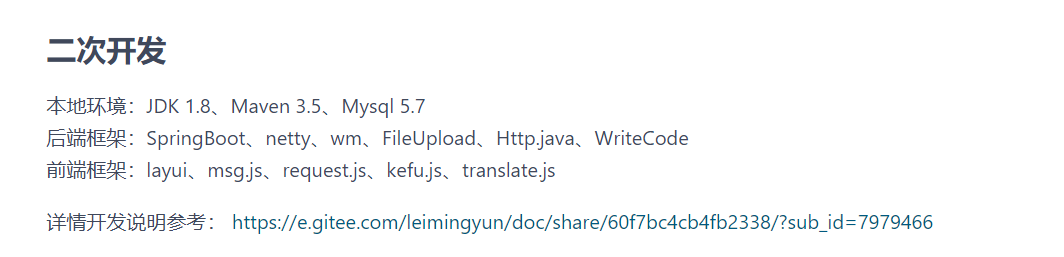 二次开发
本地环境：JDK 1.8、Maven 3.5、Mysql 5.7
后端框架：SpringBoot、netty、wm、FileUpload、Http.java、WriteCode
前端框架：layui、msg.js、request.js、kefu.js、translate.js
详情开发说明参考： https://e.gitee.com/leimingyun/doc/share/60f7bc4cb4fb2338/?sub_id=7979466